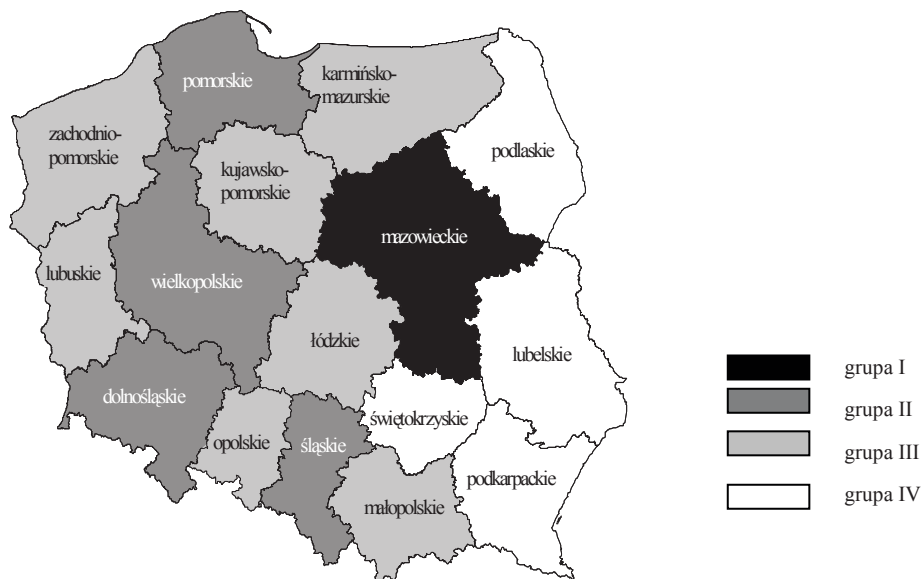 pomorskie
karmińsko-
mazurskie
zachodnio-
pomorskie
kujawsko-
pomorskie
podlaskie
mazowieckie
lubuskie
wielkopolskie
łódzkie
lubelskie
dolnośląskie
opolskie
śląskie
świętokrzyskie
małopolskie
podkarpackie
grupa I
grupa II
grupa III
grupa IV